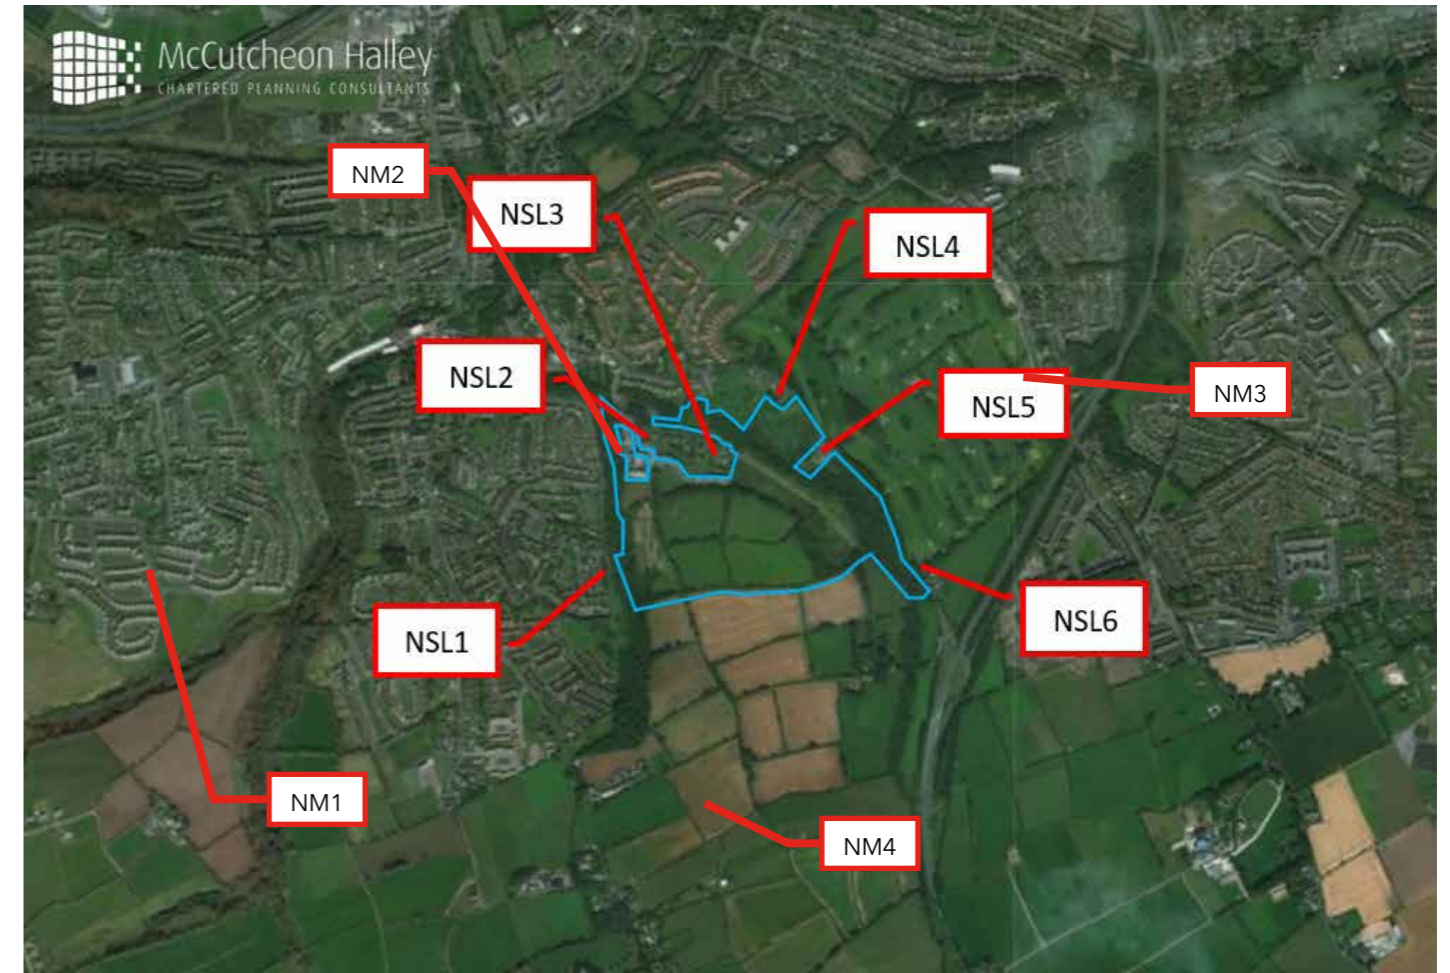 McCutcheon Halley
CHARTERED PLANNING CONSULTANTS
NM2
NSL3
NSL4
NSL2
NSL5
NM3
NSL1
NSL6
NM1
NM4